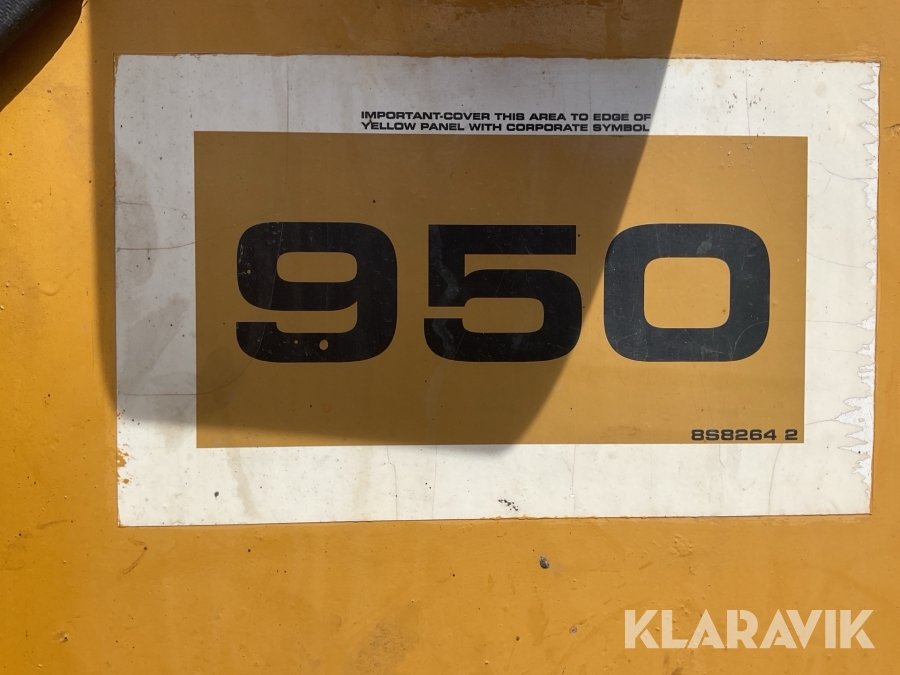 IMPORTANT-COVER THIS AREA TO EDGE OF
YELLOW PANEL WITH CORPORATE SYMBOL
950
8S8264 2
KLARAVIK